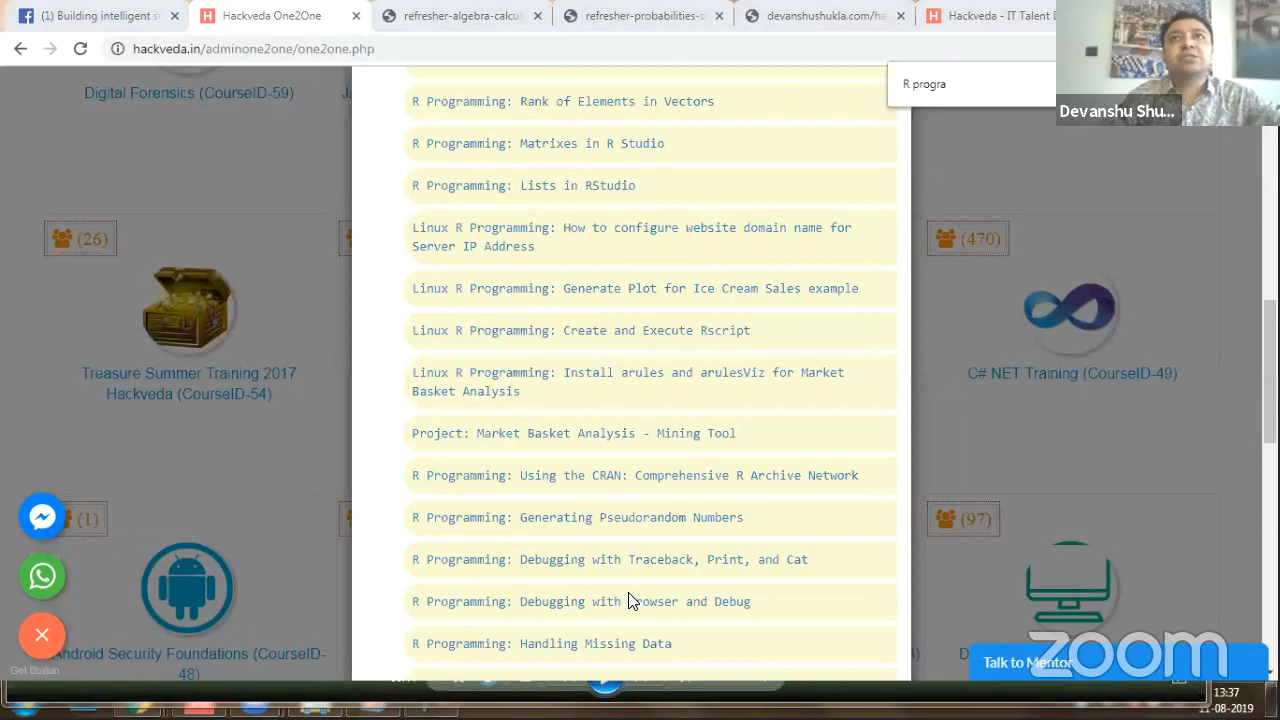 Building intelligent s
Hackveda One2One
refresher-algebra-calcu
refresher-probabilities-s
devanshushukla.com/ha
Hackveda - IT Talent D
hackveda.in/adminone2one/one2one.php
R progra
Devanshu Shu...
Digital Forensics (CourseID-59)
R Programming: Rank of Elements in Vectors
R Programming: Matrixes in R Studio
R Programming: Lists in RStudio
Linux R Programming: How to configure website domain name for
Server IP Address
(26)
(470)
Linux R Programming: Generate Plot for Ice Cream Sales example
Linux R Programming: Create and Execute Rscript
Treasure Summer Training 2017
Hackveda (CourseID-54)
Linux R Programming: Install arules and arulesViz for Market
Basket Analysis
C# NET Training (CourseID-49)
Project: Market Basket Analysis - Mining Tool
R Programming: Using the CRAN: Comprehensive R Archive Network
(1)
R Programming: Generating Pseudorandom Numbers
(97)
R Programming: Debugging with Traceback, Print, and Cat
R Programming: Debugging with Browser and Debug
R Programming: Handling Missing Data
Android Security Foundations (CourseID-
48)
Get Button
Talk to Mentor
zoom
13:37
11-08-2019